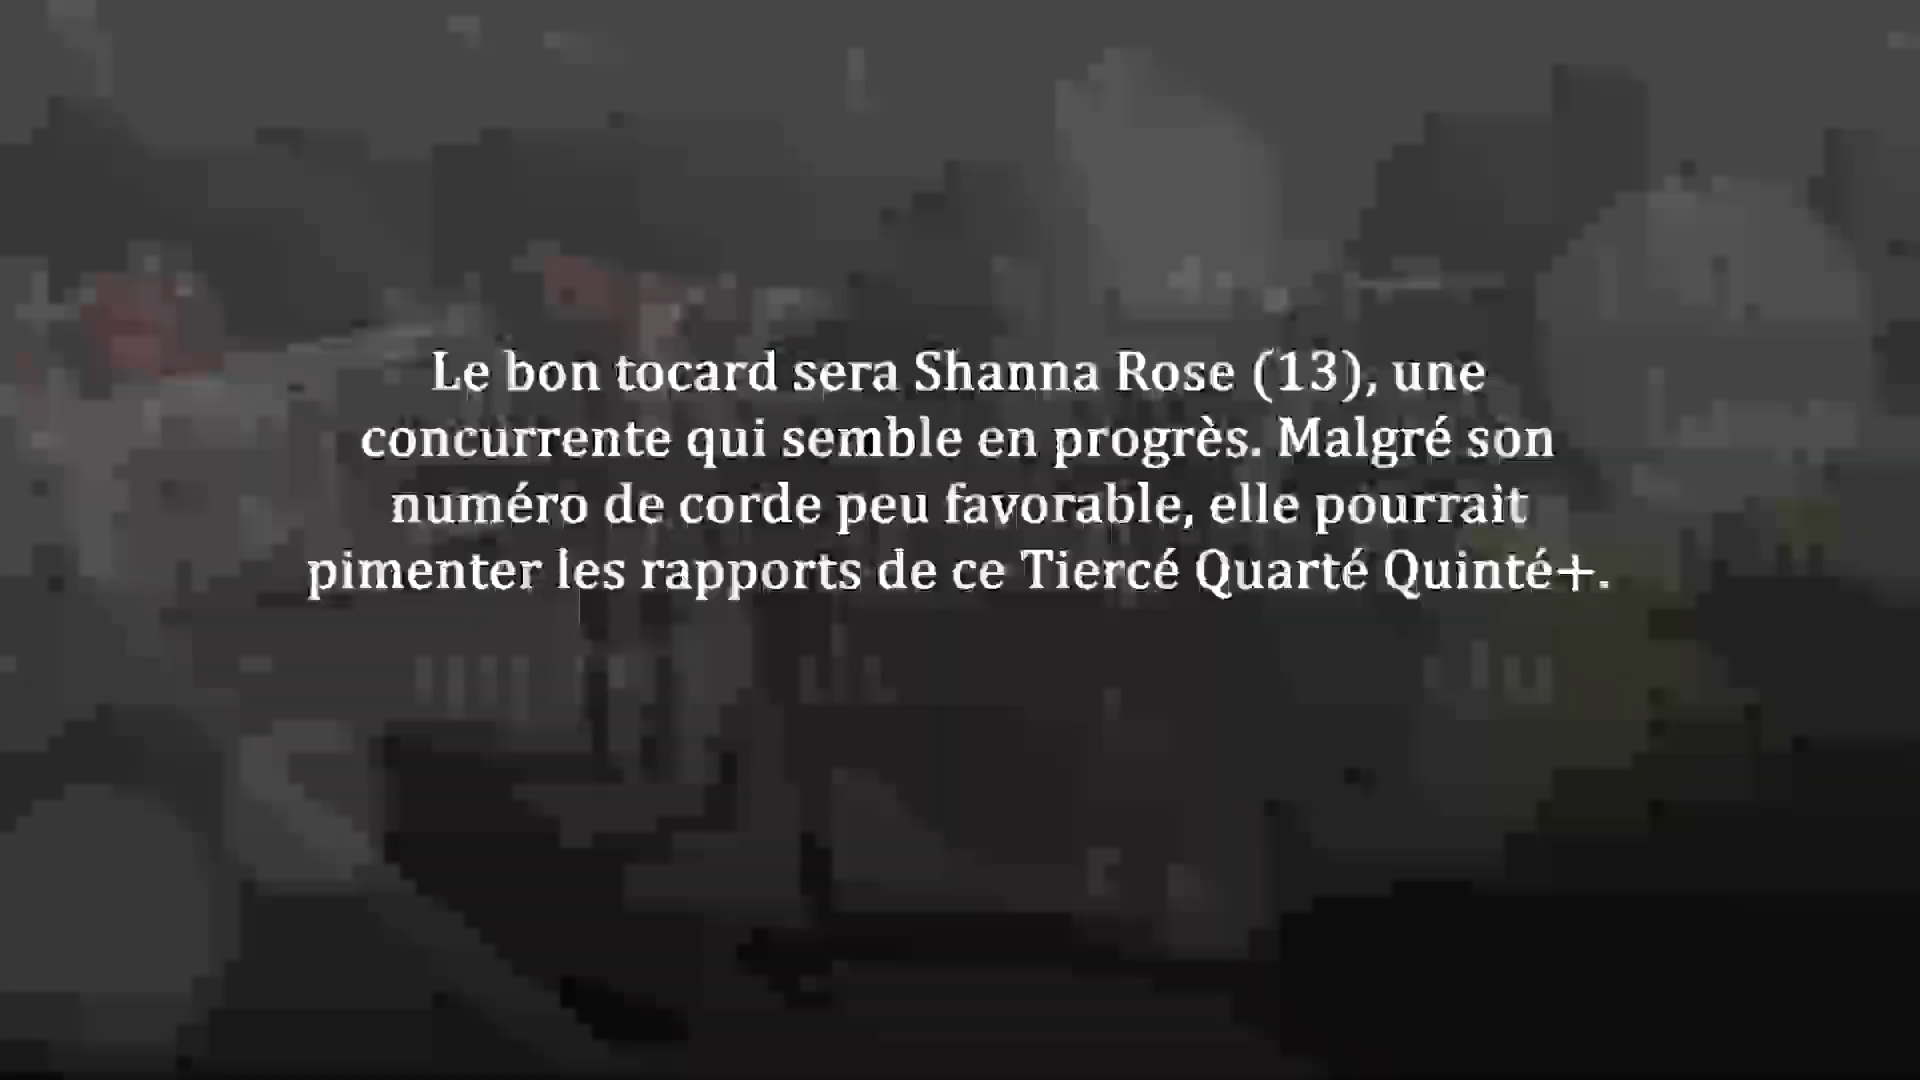 Le bon tocard sera Shanna Rose (13), une
concurrente qui semble en progrès. Malgré son
numéro de corde peu favorable, elle pourrait
pimenter les rapports de ce Tiercé Quarté Quinté+.